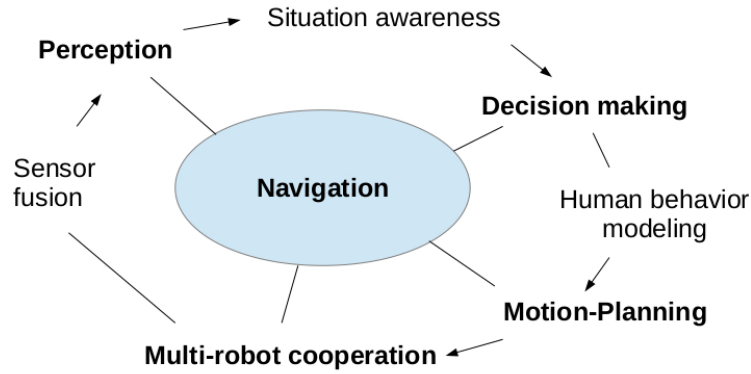 Situation awareness
Perception
Decision making
Sensor
fusion
Navigation
Human behavior
modeling
Motion-Planning
Multi-robot cooperation